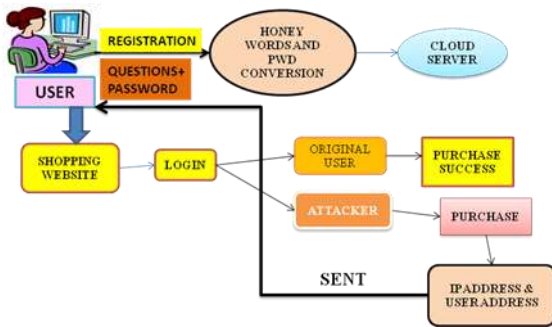 REGISTRATION
QUESTIONS+
PASSWORD
HONEY
WORDS AND
PWD
CONVERSION
CLOUD
SERVER
USER
SHOPPING
WEBSITE
LOGIN
ORIGINAL
USER
PURCHASE
SUCCESS
ATTACKER
PURCHASE
SENT
IPADDRESS &
USERADDRESS